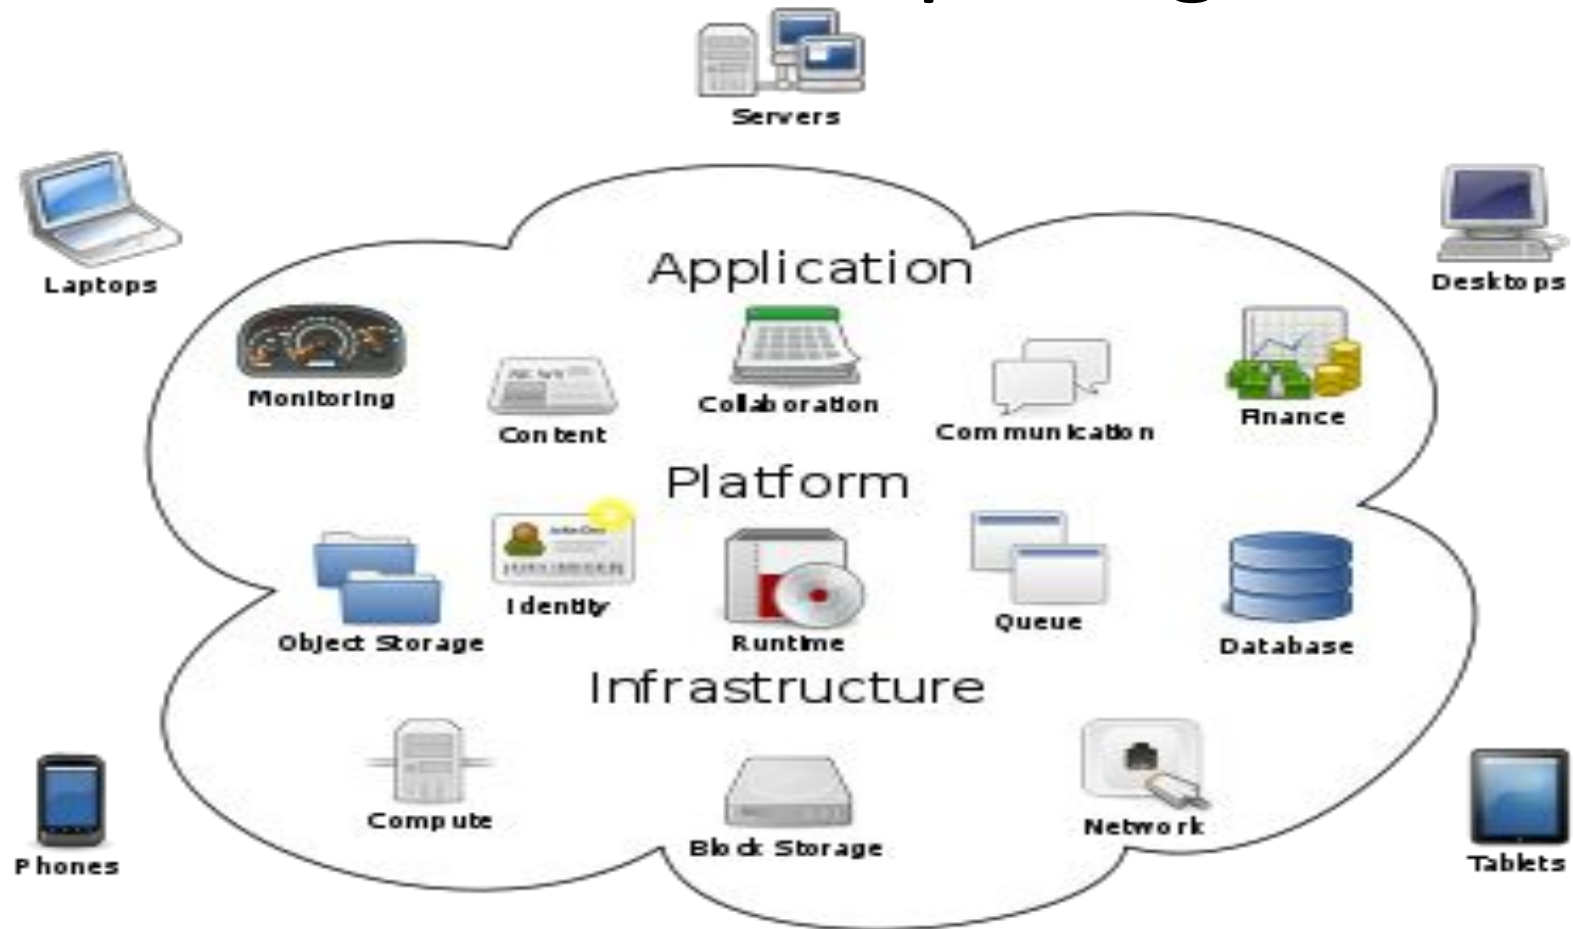 Servers
Laptops
Desktops
Application
Monitoring
Content
Collaboration
Communication
Finance
Platform
Object Storage
Identity
Runtime
Queue
Database
Infrastructure
Compute
Block Storage
Network
Phones
Tablets